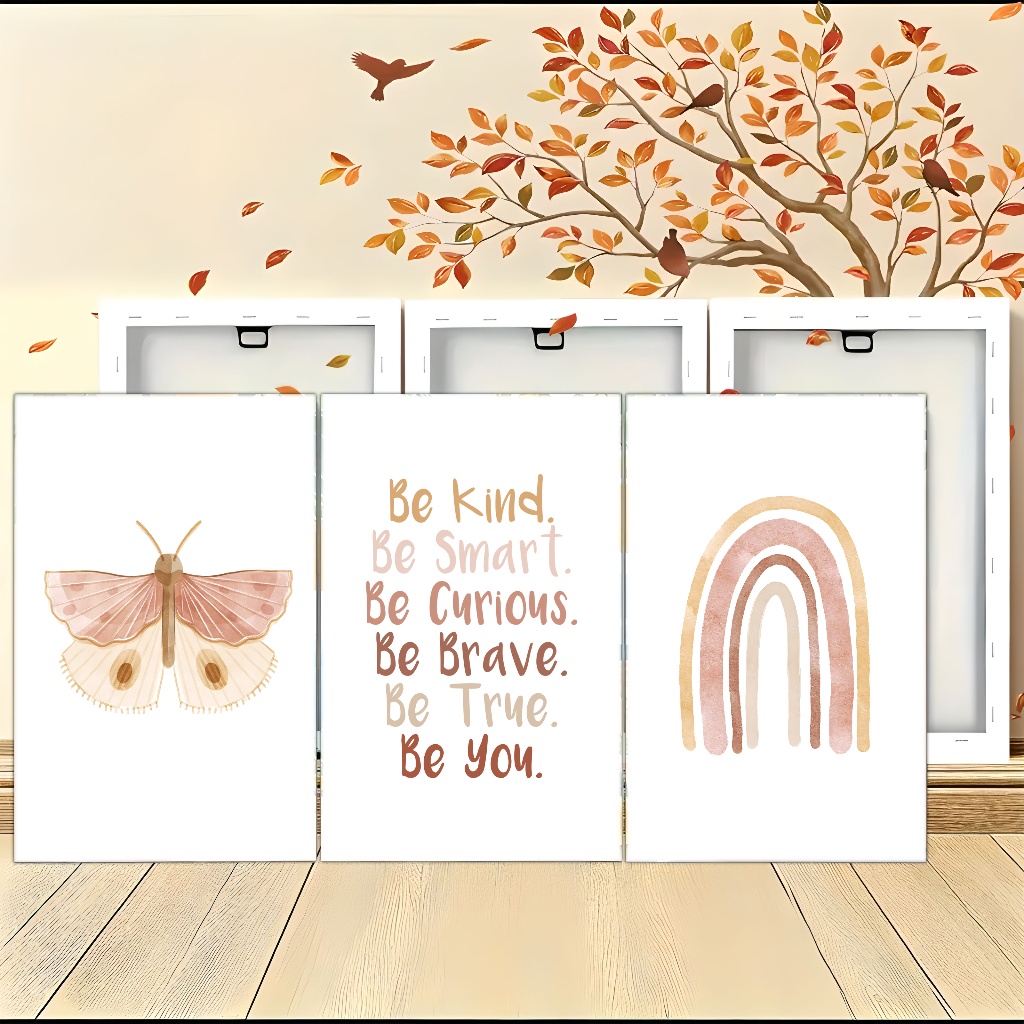 Be Kind.
Be Smart.
Be Curious.
Be Brave.
Be True.
Be You.